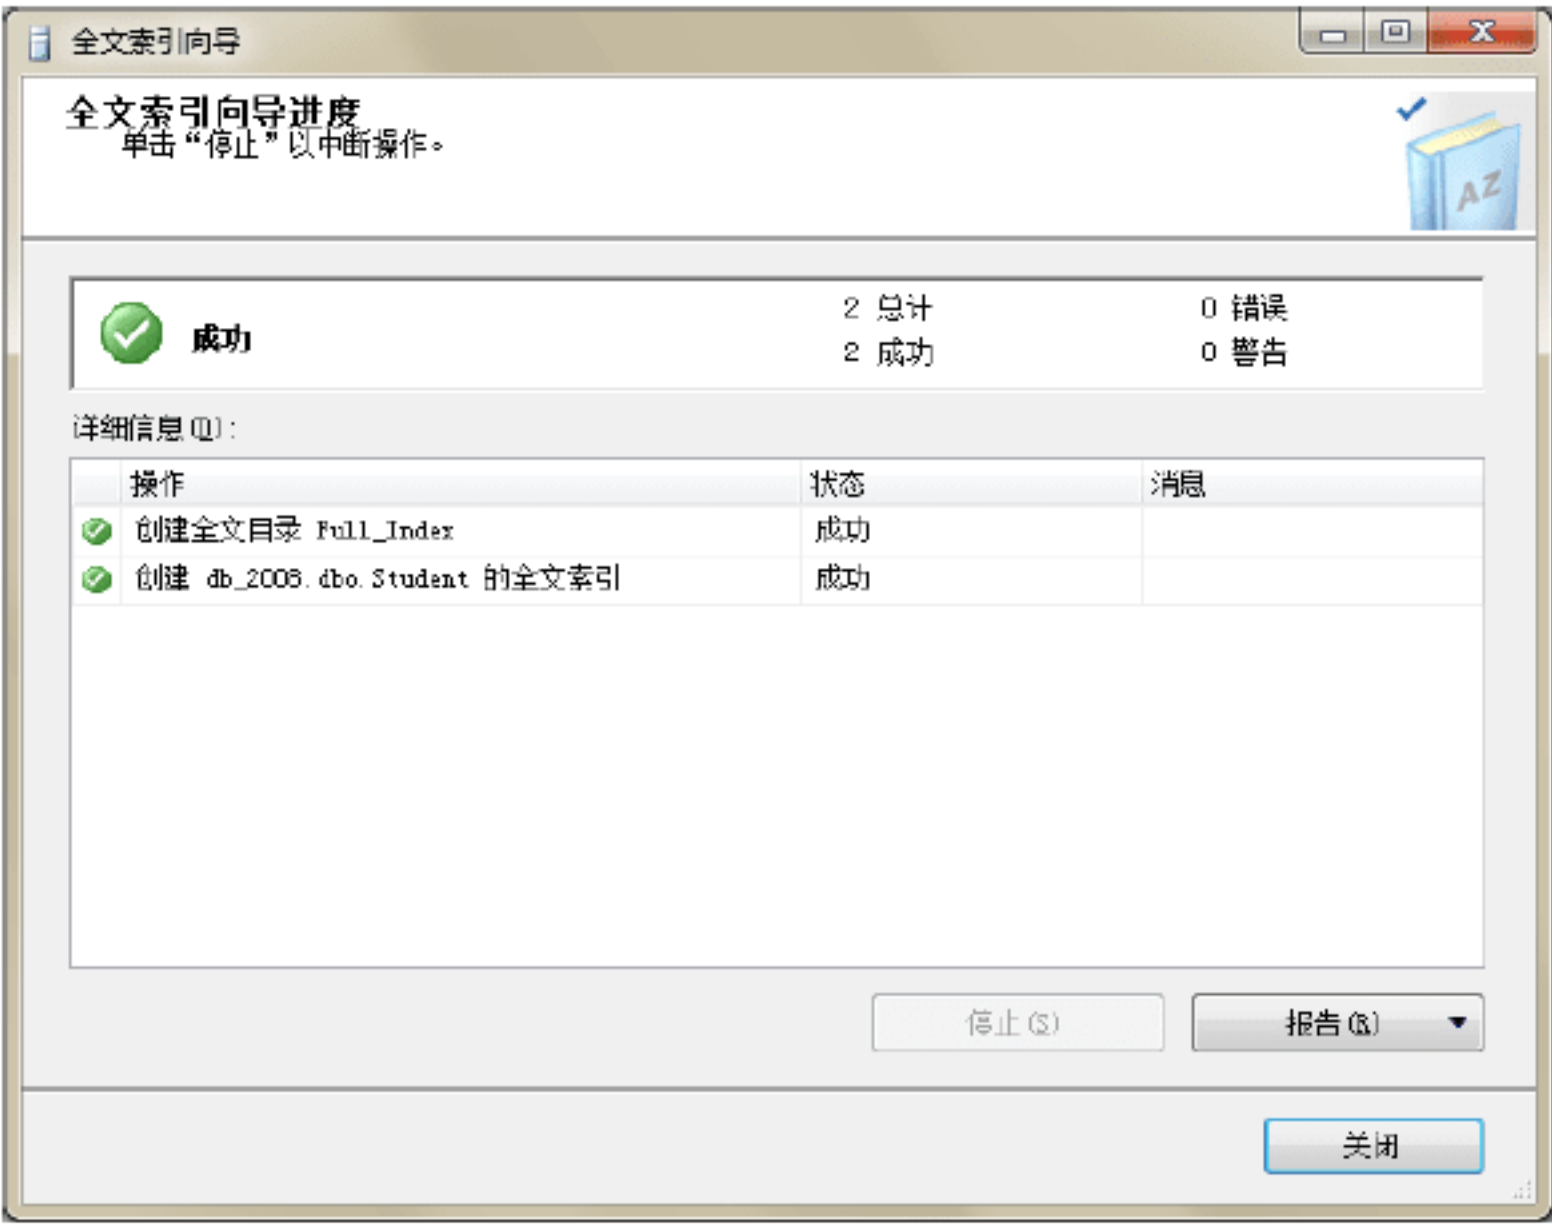 全文索引向导
全文索引向导进度
单击“停止”以中断操作。
AZ
成功
2 总计
0 错误
2 成功
0 警告
详细信息(D):
操作 状态 消息
创建全文目录 Full_Index 成功
创建 db_2008.dbo.Student 的全文索引 成功
停止(S)
报告(R)
关闭